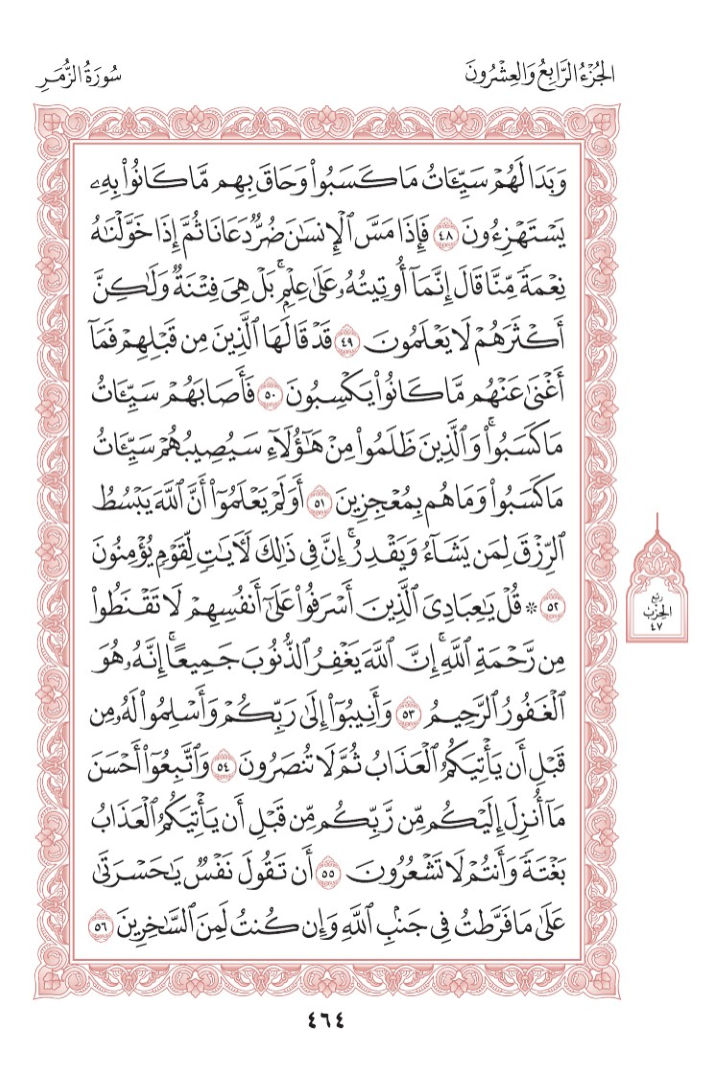 الجُزْءُ الرَّابِعُ وَالعِشْرُونَ
سُورَةُ الزُّمَرِ
وَبَدَا لَهُمْ سَيِّـَٔاتُ مَا كَسَبُوا۟ وَحَاقَ بِهِم مَّا كَانُوا۟ بِهِۦ
يَسْتَهْزِءُونَ ٤٨ فَإِذَا مَسَّ ٱلْإِنسَٰنَ ضُرٌّ دَعَانَا ثُمَّ إِذَا خَوَّلْنَٰهُ
نِعْمَةً مِّنَّا قَالَ إِنَّمَآ أُوتِيتُهُۥ عَلَىٰ عِلْمٍۭ ۚ بَلْ هِىَ فِتْنَةٌ وَلَٰكِنَّ
أَكْثَرَهُمْ لَا يَعْلَمُونَ ٤٩ قَدْ قَالَهَا ٱلَّذِينَ مِن قَبْلِهِمْ فَمَآ
أَغْنَىٰ عَنْهُم مَّا كَانُوا۟ يَكْسِبُونَ ٥٠ فَأَصَابَهُمْ سَيِّـَٔاتُ
مَا كَسَبُوا۟ ۚ وَٱلَّذِينَ ظَلَمُوا۟ مِنْ هَٰٓؤُلَآءِ سَيُصِيبُهُمْ سَيِّـَٔاتُ
مَا كَسَبُوا۟ وَمَا هُم بِمُعْجِزِينَ ٥١ أَوَلَمْ يَعْلَمُوٓا۟ أَنَّ ٱللَّهَ يَبْسُطُ
ٱلرِّزْقَ لِمَن يَشَآءُ وَيَقْدِرُ ۚ إِنَّ فِى ذَٰلِكَ لَءَايَٰتٍ لِّقَوْمٍ يُؤْمِنُونَ
٥٢ ۞ قُلْ يَٰعِبَادِىَ ٱلَّذِينَ أَسْرَفُوا۟ عَلَىٰٓ أَنفُسِهِمْ لَا تَقْنَطُوا۟
مِن رَّحْمَةِ ٱللَّهِ ۚ إِنَّ ٱللَّهَ يَغْفِرُ ٱلذُّنُوبَ جَمِيعًا ۚ إِنَّهُۥ هُوَ
ٱلْغَفُورُ ٱلرَّحِيمُ ٥٣ وَأَنِيبُوٓا۟ إِلَىٰ رَبِّكُمْ وَأَسْلِمُوا۟ لَهُۥ مِن
قَبْلِ أَن يَأْتِيَكُمُ ٱلْعَذَابُ ثُمَّ لَا تُنصَرُونَ ٥٤ وَٱتَّبِعُوٓا۟ أَحْسَنَ
مَآ أُنزِلَ إِلَيْكُم مِّن رَّبِّكُم مِّن قَبْلِ أَن يَأْتِيَكُمُ ٱلْعَذَابُ
بَغْتَةً وَأَنتُمْ لَا تَشْعُرُونَ ٥٥ أَن تَقُولَ نَفْسٌ يَٰحَسْرَتَىٰ
عَلَىٰ مَا فَرَّطتُ فِى جَنۢبِ ٱللَّهِ وَإِن كُنتُ لَمِنَ ٱلسَّٰخِرِينَ ٥٦
رُبْع
الحِزْب
٤٧
٤٦٤